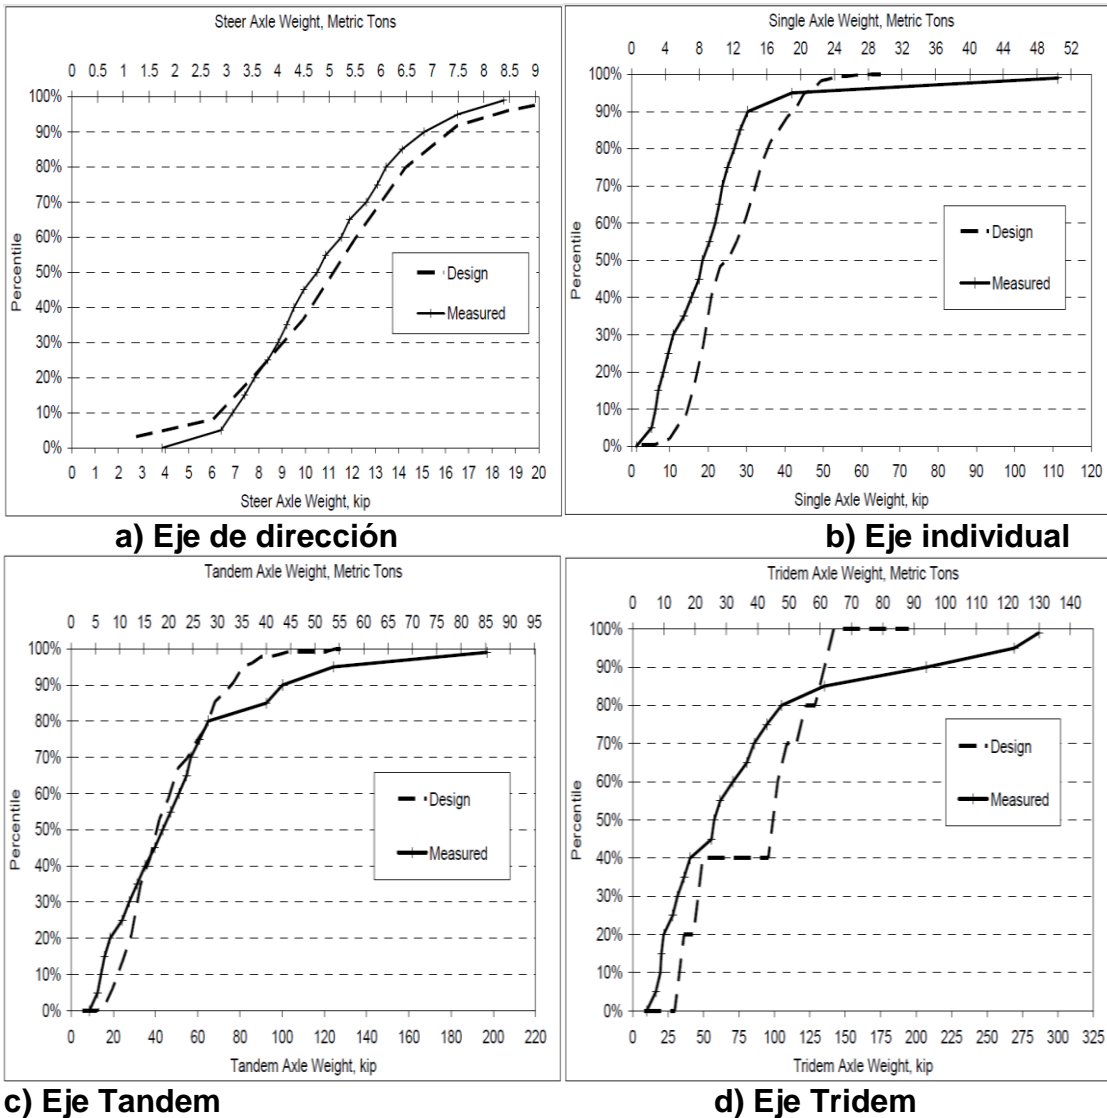 Steer Axle Weight, Metric Tons
0 0.5 1 1.5 2 2.5 3 3.5 4 4.5 5 5.5 6 6.5 7 7.5 8 8.5 9
100%
90%
80%
70%
60%
50%
40%
30%
20%
10%
0%
Percentile
Design
Measured
0 1 2 3 4 5 6 7 8 9 10 11 12 13 14 15 16 17 18 19 20
Steer Axle Weight, kip
a) Eje de dirección
Single Axle Weight, Metric Tons
0 4 8 12 16 20 24 28 32 36 40 44 48 52
100%
90%
80%
70%
60%
50%
40%
30%
20%
10%
0%
Percentile
Design
Measured
0 10 20 30 40 50 60 70 80 90 100 110 120
Single Axle Weight, kip
b) Eje individual
Tandem Axle Weight, Metric Tons
0 5 10 15 20 25 30 35 40 45 50 55 60 65 70 75 80 85 90 95
100%
90%
80%
70%
60%
50%
40%
30%
20%
10%
0%
Percentile
Design
Measured
0 20 40 60 80 100 120 140 160 180 200 220
Tandem Axle Weight, kip
c) Eje Tandem
Tridem Axle Weight, Metric Tons
0 10 20 30 40 50 60 70 80 90 100 110 120 130 140
100%
90%
80%
70%
60%
50%
40%
30%
20%
10%
0%
Percentile
Design
Measured
0 25 50 75 100 125 150 175 200 225 250 275 300 325
Tridem Axle Weight, kip
d) Eje Tridem